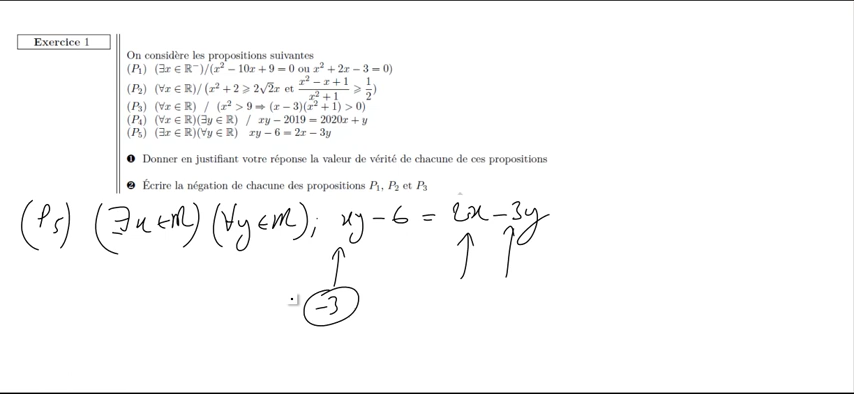 Exercice 1
On considère les propositions suivantes
(P₁) (∃x ∈ ℝ⁻)/(x² − 10x + 9 = 0 ou x² + 2x − 3 = 0)
(P₂) (∀x ∈ ℝ)/(x² + 2 ⩾ 2√2x et (x² − x + 1)/(x² + 1) ⩾ 1/2)
(P₃) (∀x ∈ ℝ) / (x² > 9 ⇒ (x − 3)(x² + 1) > 0)
(P₄) (∀x ∈ ℝ)(∃y ∈ ℝ) / xy − 2019 = 2020x + y
(P₅) (∃x ∈ ℝ)(∀y ∈ ℝ) xy − 6 = 2x − 3y
❶ Donner en justifiant votre réponse la valeur de vérité de chacune de ces propositions
❷ Écrire la négation de chacune des propositions P₁, P₂ et P₃
(P₅) (∃x∈ℝ) (∀y∈ℝ); xy − 6 = 2x − 3y
−3